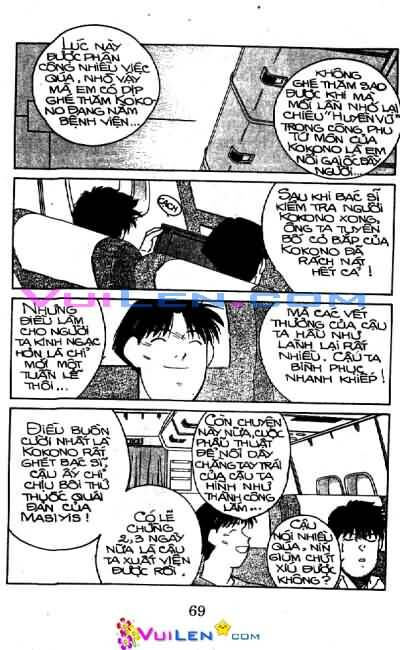 LÚC NÀY
ĐƯỢC PHÂN
CÔNG NHIỀU VIỆC
QUÁ, NHỜ VẬY
MÀ EM CÓ DỊP
GHÉ THĂM KOKO-
NO ĐANG NẰM
BỆNH VIỆN...
KHÔNG
GHÉ THĂM SAO
ĐƯỢC KHI MÀ
MỖI LẦN NHỚ LẠI
CHIÊU "HUYỀN VŨ"
TRONG CÔNG PHU
TỨ MÔN CỦA
KOKONO LÀ EM
NỔI GAI ỐC ĐẦY
NGƯỜI...
SAU KHI BÁC SĨ
KIỂM TRA NGƯỜI
KOKONO XONG,
ÔNG TA TUYÊN
BỐ CƠ BẮP CỦA
KOKONO ĐÃ
RÁCH NÁT
HẾT CẢ!
XẠCH
NHƯNG
ĐIỀU LÀM
CHO NGƯỜI
TA KINH NGẠC
HƠN LÀ CHỈ
MỚI MỘT
TUẦN LỄ
THÔI...
MÀ CÁC VẾT
THƯƠNG CỦA CẬU
TA HẦU NHƯ
LÀNH LẠI RẤT
NHIỀU. CẬU TA
BÌNH PHỤC
NHANH KHIẾP!
VUILEN.COM
ĐIỀU BUỒN
CƯỜI NHẤT LÀ
KOKONO RẤT
GHÉT BÁC SĨ,
CẬU ẤY CHỈ
CHỊU BÔI THỨ
THUỐC QUÁI
ĐẢN CỦA
MASIYIS!
CÒN CHUYỆN
NÀY NỮA, CUỘC
PHẪU THUẬT
ĐỂ NỐI DÂY
CHẰNG TAY TRÁI
CỦA CẬU TA
HÌNH NHƯ
THÀNH CÔNG
LẮM...
CÓ LẼ
CHỪNG
2, 3 NGÀY
NỮA LÀ CẬU
TA XUẤT VIỆN
ĐƯỢC RỒI.
CẬU
NÓI NHIỀU
QUÁ, NÍN
GIÙM CHÚT
XÍU ĐƯỢC
KHÔNG?
69
VUILEN.COM